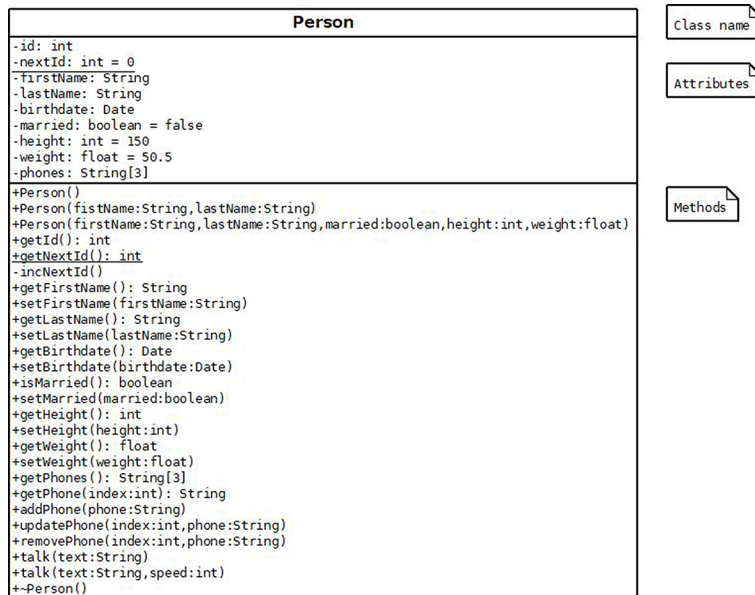 Person
-id: int
-nextId: int = 0
-firstName: String
-lastName: String
-birthdate: Date
-married: boolean = false
-height: int = 150
-weight: float = 50.5
-phones: String[3]
+Person()
+Person(fistName:String,lastName:String)
+Person(firstName:String,lastName:String,married:boolean,height:int,weight:float)
+getId(): int
+getNextId(): int
-incNextId()
+getFirstName(): String
+setFirstName(firstName:String)
+getLastName(): String
+setLastName(lastName:String)
+getBirthdate(): Date
+setBirthdate(birthdate:Date)
+isMarried(): boolean
+setMarried(married:boolean)
+getHeight(): int
+setHeight(height:int)
+getWeight(): float
+setWeight(weight:float)
+getPhones(): String[3]
+getPhone(index:int): String
+addPhone(phone:String)
+updatePhone(index:int,phone:String)
+removePhone(index:int,phone:String)
+talk(text:String)
+talk(text:String,speed:int)
+~Person()
Class name
Attributes
Methods